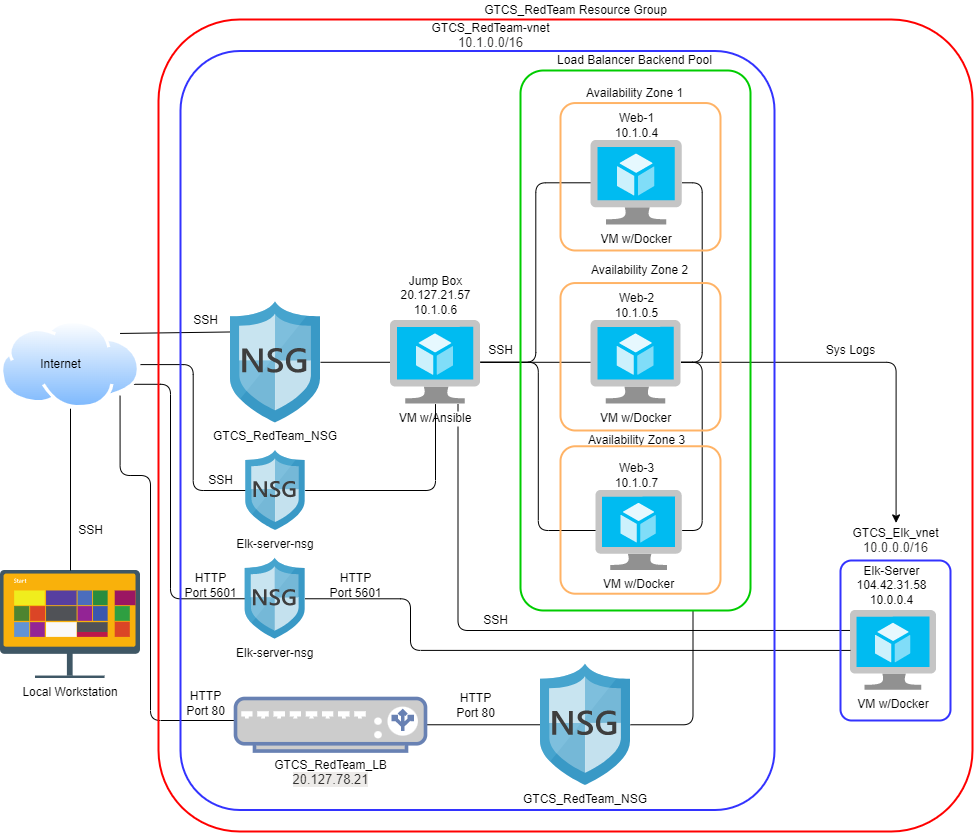 GTCS_RedTeam Resource Group
GTCS_RedTeam-vnet
10.1.0.0/16
Load Balancer Backend Pool
Availability Zone 1
Web-1
10.1.0.4
VM w/Docker
Availability Zone 2
Web-2
10.1.0.5
VM w/Docker
Availability Zone 3
Web-3
10.1.0.7
VM w/Docker
Jump Box
20.127.21.57
10.1.0.6
VM w/Ansible
SSH
Sys Logs
Internet
SSH
NSG
GTCS_RedTeam_NSG
SSH
NSG
Elk-server-nsg
SSH
HTTP
Port 5601
NSG
HTTP
Port 5601
Elk-server-nsg
SSH
GTCS_Elk_vnet
10.0.0.0/16
Elk-Server
104.42.31.58
10.0.0.4
VM w/Docker
Start
Local Workstation
HTTP
Port 80
GTCS_RedTeam_LB
20.127.78.21
HTTP
Port 80
NSG
GTCS_RedTeam_NSG